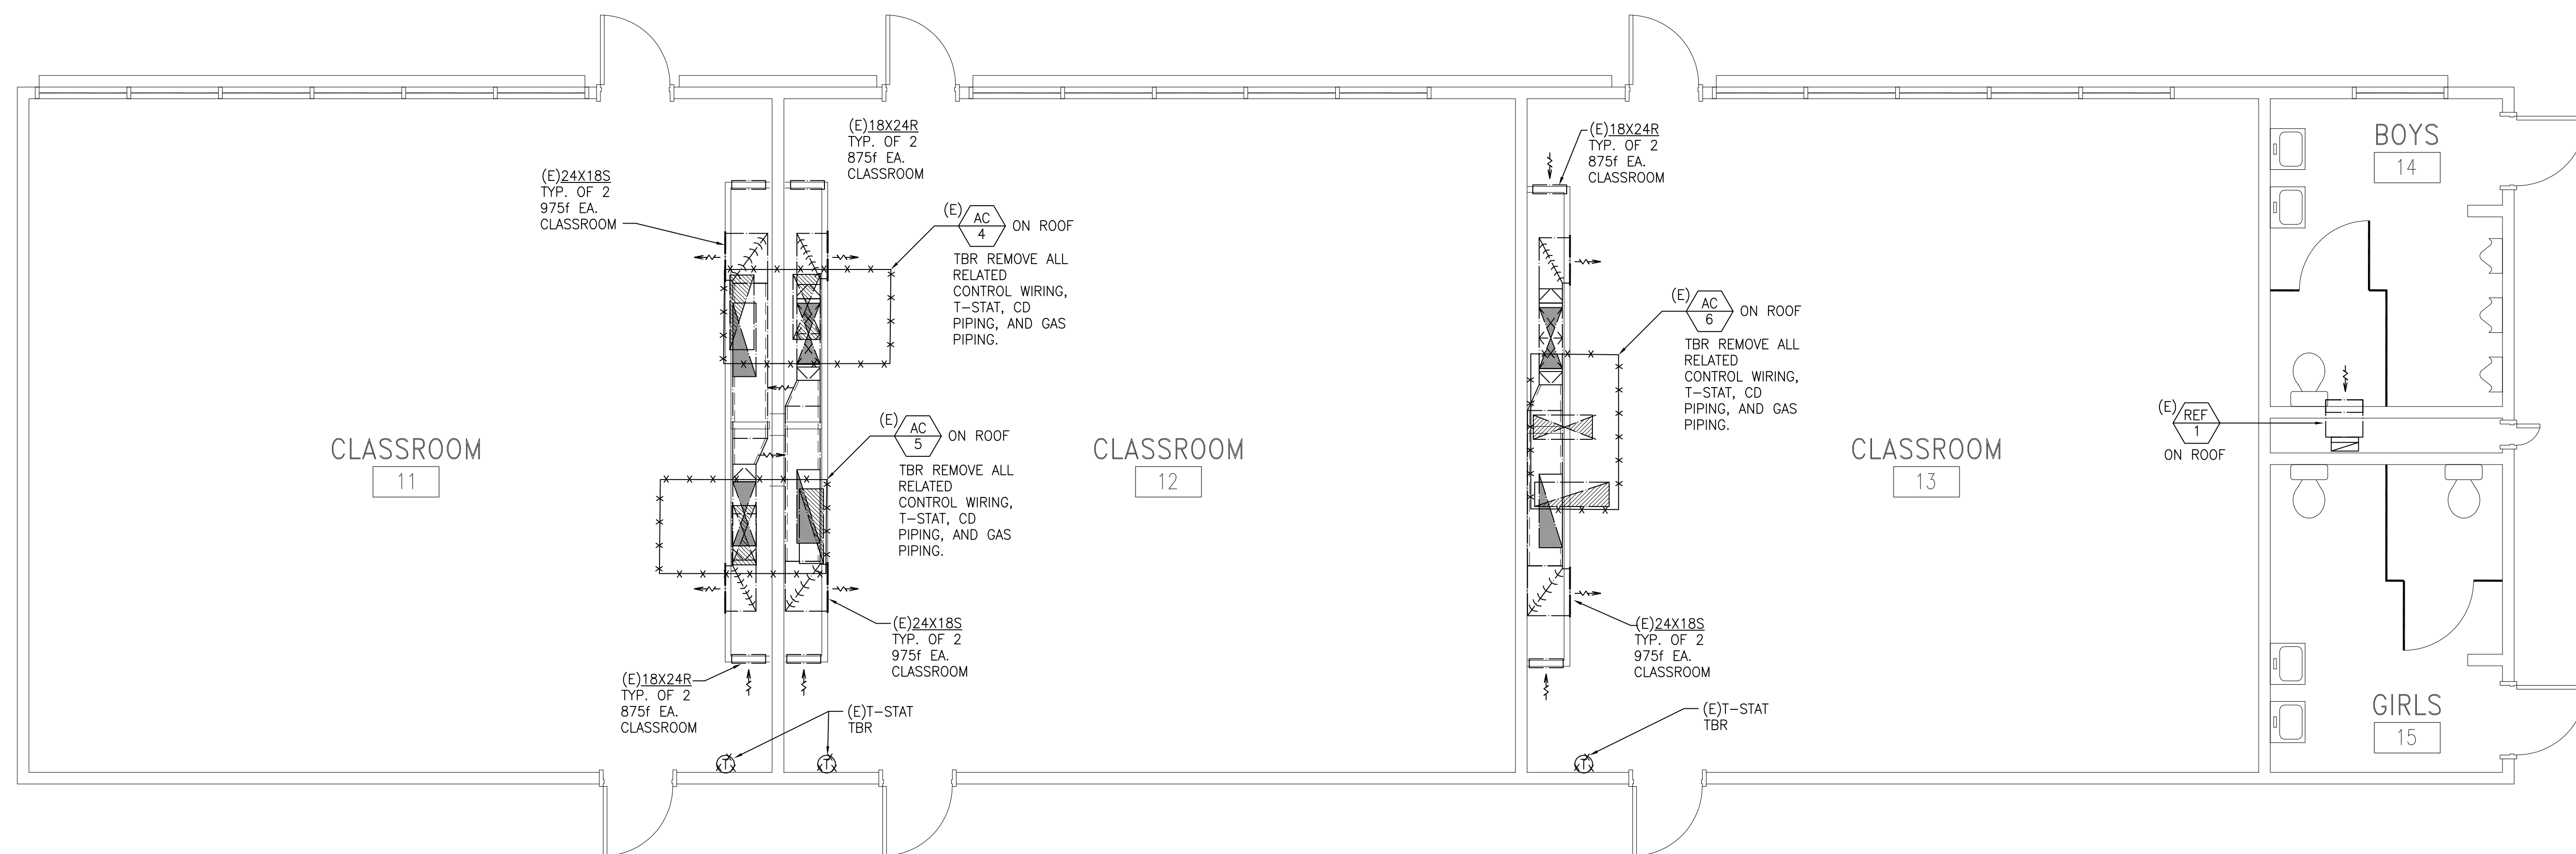 (E)18X24R
TYP. OF 2
875f EA.
CLASSROOM
(E)24X18S
TYP. OF 2
975f EA.
CLASSROOM
(E)
AC
4
ON ROOF
TBR REMOVE ALL
RELATED
CONTROL WIRING,
T-STAT, CD
PIPING, AND GAS
PIPING.
(E)
AC
5
ON ROOF
TBR REMOVE ALL
RELATED
CONTROL WIRING,
T-STAT, CD
PIPING, AND GAS
PIPING.
CLASSROOM
11
CLASSROOM
12
(E)24X18S
TYP. OF 2
975f EA.
CLASSROOM
(E)18X24R
TYP. OF 2
875f EA.
CLASSROOM
(E)T-STAT
TBR
T
T
(E)18X24R
TYP. OF 2
875f EA.
CLASSROOM
(E)
AC
6
ON ROOF
TBR REMOVE ALL
RELATED
CONTROL WIRING,
T-STAT, CD
PIPING, AND GAS
PIPING.
CLASSROOM
13
(E)24X18S
TYP. OF 2
975f EA.
CLASSROOM
(E)T-STAT
TBR
T
BOYS
14
(E)
REF
1
ON ROOF
GIRLS
15